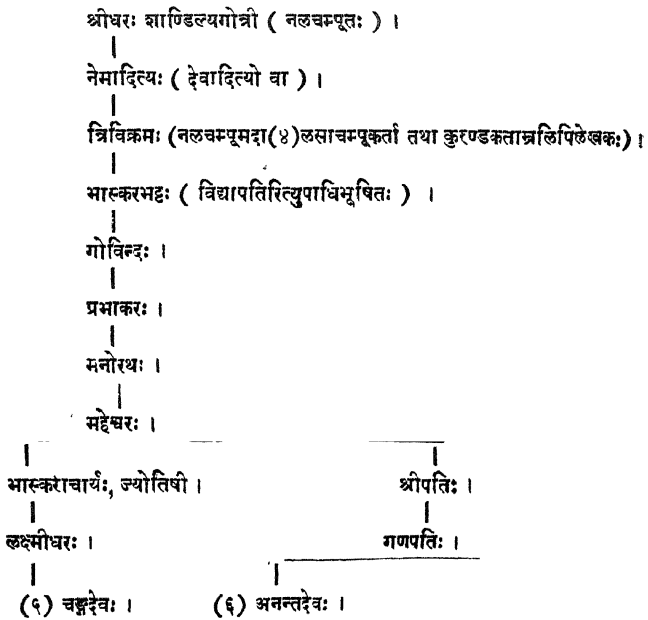 श्रीधरः शाण्डिल्यगोत्री ( नलचम्पूतः ) ।
नेमादित्यः ( देवादित्यो वा ) ।
त्रिविक्रमः (नलचम्पूमदा(४)लसाचम्पूकर्ता तथा कुरण्डकताम्रलिपिलेखकः)।
भास्करभट्टः ( विद्यापतिरित्युपाधिभूषितः ) ।
गोविन्दः ।
प्रभाकरः ।
मनोरथः ।
महेश्वरः ।
भास्कराचार्यः, ज्योतिषी । श्रीपतिः ।
लक्ष्मीधरः । गणपतिः ।
(५) चङ्गदेवः । (६) अनन्तदेवः ।